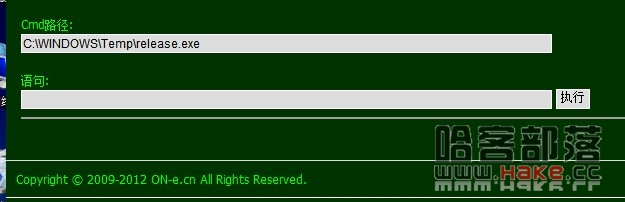 Cmd路径:
C:\WINDOWS\Temp\release.exe
语句:
执行
哈客部落
www.Hake.cc
Copyright © 2009-2012 ON-e.cn All Rights Reserved.